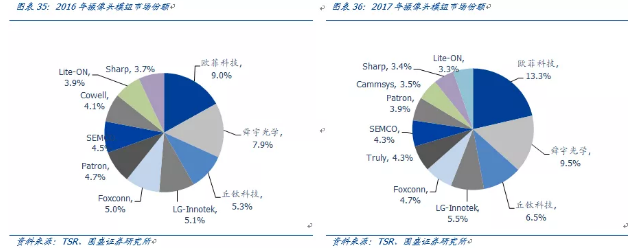 图表 35：2016 年摄像头模组市场份额
欧菲科技,
9.0%
舜宇光学,
7.9%
丘钛科技,
5.3%
LG-Innotek,
5.1%
Foxconn,
5.0%
Patron,
4.7%
SEMC
4.5%
Cowell,
4.1%
Lite-ON,
3.9%
Sharp, 3.7%
资料来源：TSR，国盛证券研究所
图表 36：2017 年摄像头模组市场份额
欧菲科技,
13.3%
舜宇光学,
9.5%
丘钛科技,
6.5%
LG-Innotek,
5.5%
Foxconn,
4.7%
Truly, 4.3%
SEMCO,
4.3%
Patron,
3.9%
Cammsys, 3.5%
Sharp, 3.4%
Lite-ON,
3.3%
资料来源：TSR，国盛证券研究所